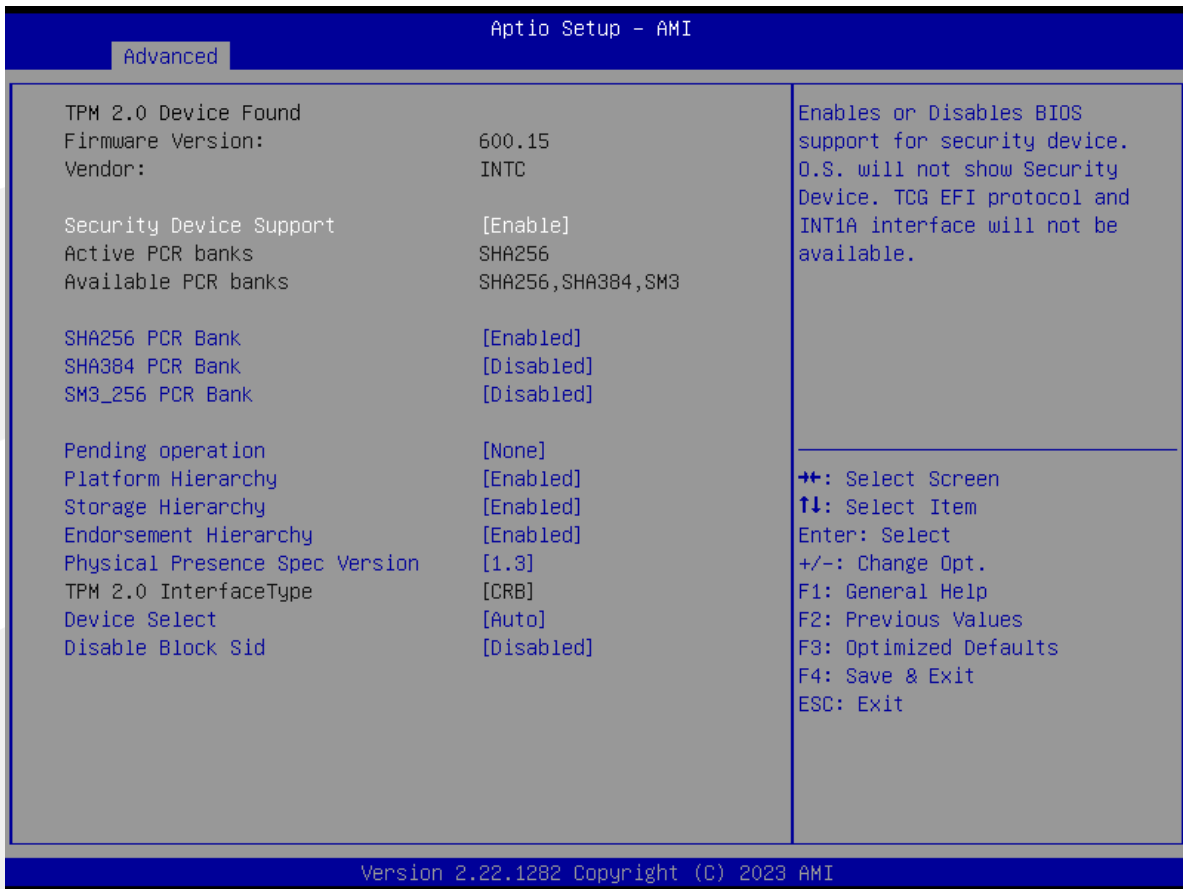 Aptio Setup – AMI
Advanced
TPM 2.0 Device Found
Firmware Version: 600.15
Vendor: INTC
Security Device Support [Enable]
Active PCR banks SHA256
Available PCR banks SHA256,SHA384,SM3
SHA256 PCR Bank [Enabled]
SHA384 PCR Bank [Disabled]
SM3_256 PCR Bank [Disabled]
Pending operation [None]
Platform Hierarchy [Enabled]
Storage Hierarchy [Enabled]
Endorsement Hierarchy [Enabled]
Physical Presence Spec Version [1.3]
TPM 2.0 InterfaceType [CRB]
Device Select [Auto]
Disable Block Sid [Disabled]
Enables or Disables BIOS
support for security device.
O.S. will not show Security
Device. TCG EFI protocol and
INT1A interface will not be
available.
→←: Select Screen
↑↓: Select Item
Enter: Select
+/-: Change Opt.
F1: General Help
F2: Previous Values
F3: Optimized Defaults
F4: Save & Exit
ESC: Exit
Version 2.22.1282 Copyright (C) 2023 AMI